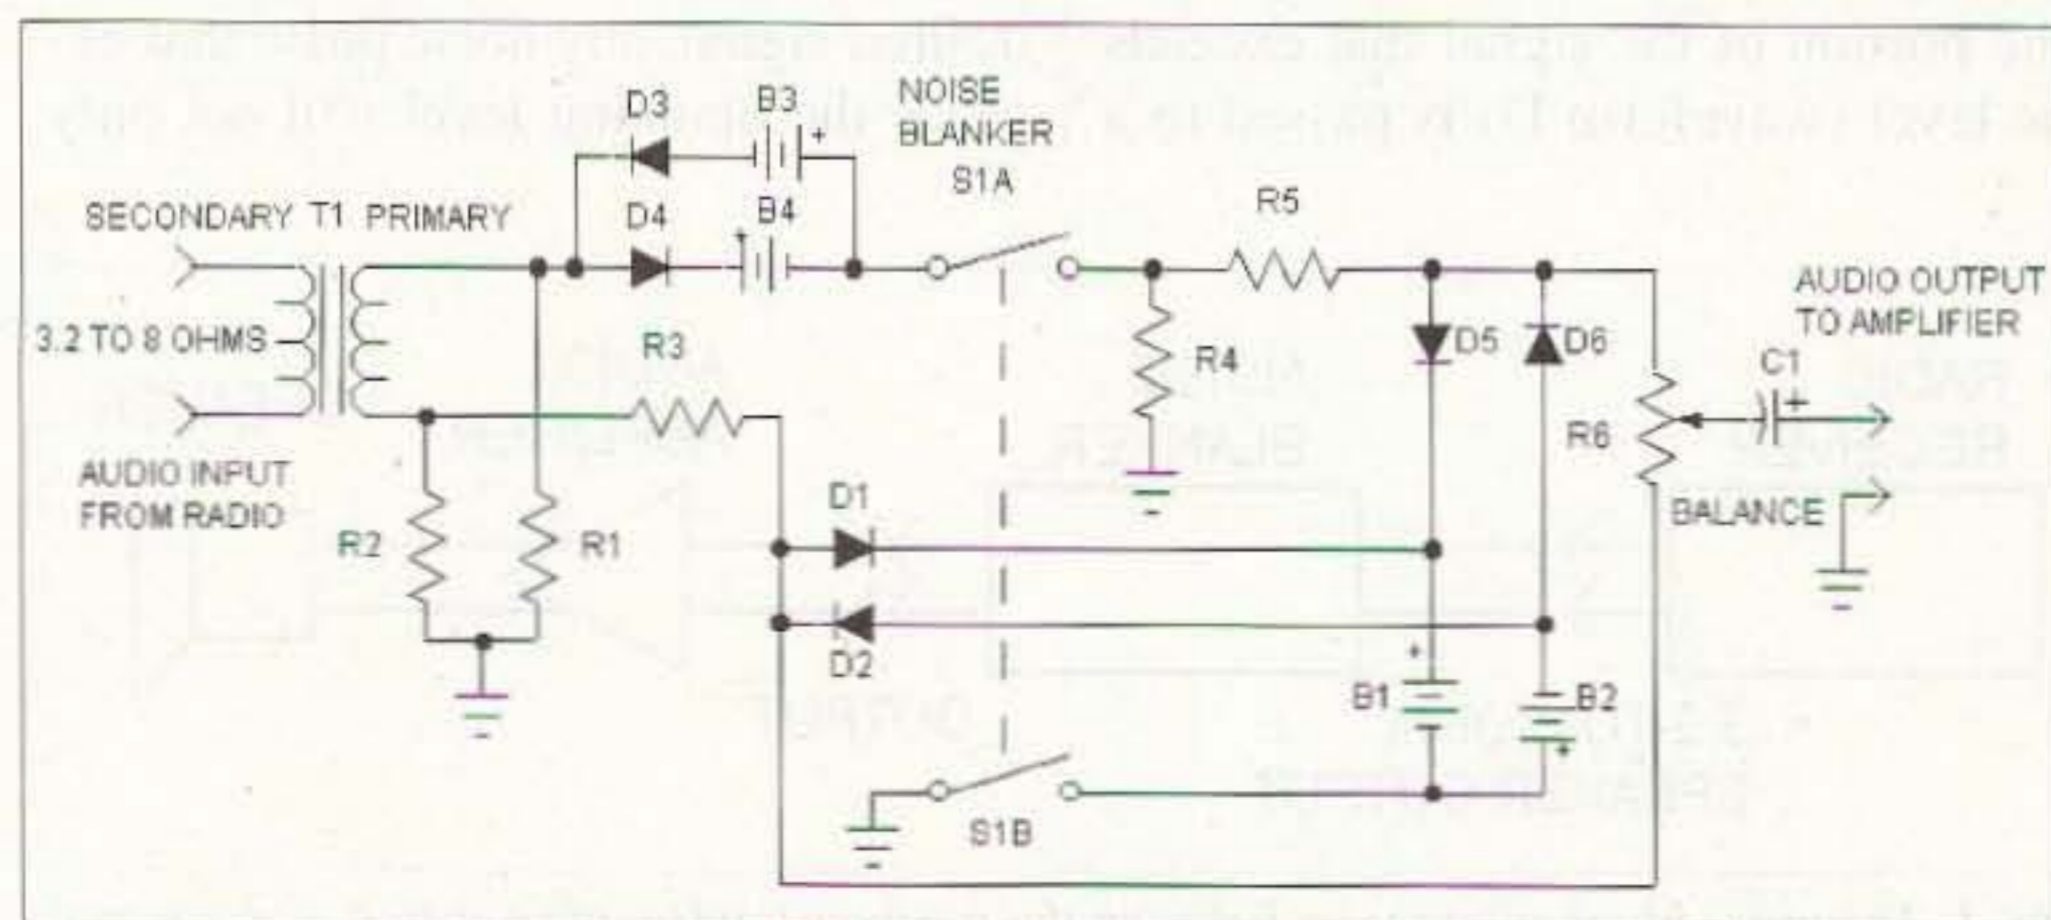 D3
B3
NOISE
BLANKER
S1A
SECONDARY T1 PRIMARY
D4
B4
R5
AUDIO OUTPUT
TO AMPLIFIER
3.2 TO 8 OHMS
R3
R4
D5
D6
C1
R6
AUDIO INPUT
FROM RADIO
R2
R1
D1
BALANCE
D2
B1
B2
S1B